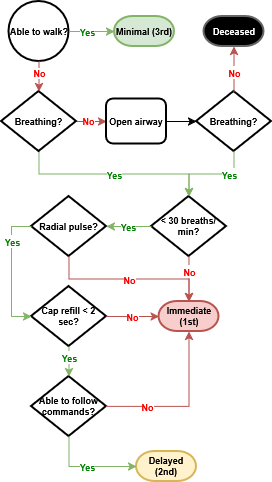 Able to walk?
Yes
Minimal (3rd)
Deceased
No
No
Breathing?
No
Open airway
Breathing?
Yes
Yes
Radial pulse?
Yes
< 30 breaths/
min?
Yes
No
No
Cap refill < 2
sec?
No
Immediate
(1st)
Yes
Able to follow
commands?
No
Yes
Delayed
(2nd)